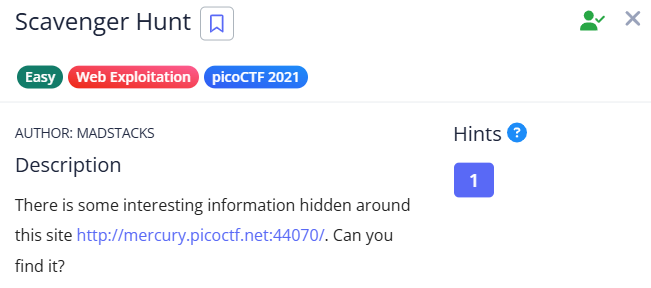 Scavenger Hunt
Easy
Web Exploitation
picoCTF 2021
AUTHOR: MADSTACKS
Description
There is some interesting information hidden around
this site http://mercury.picoctf.net:44070/. Can you
find it?
Hints ?
1